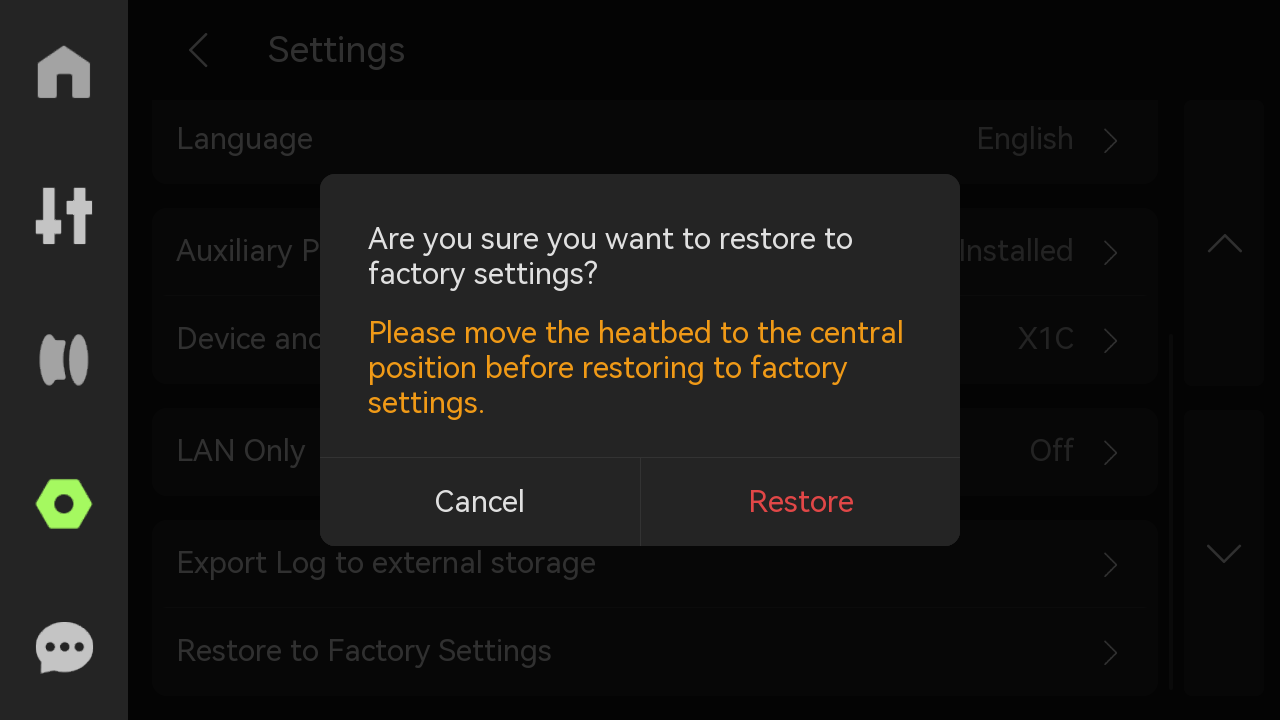 Settings
Language English
Auxiliary P Installed
Device and X1C
LAN Only Off
Export Log to external storage
Restore to Factory Settings
Are you sure you want to restore to
factory settings?
Please move the heatbed to the central
position before restoring to factory
settings.
Cancel Restore